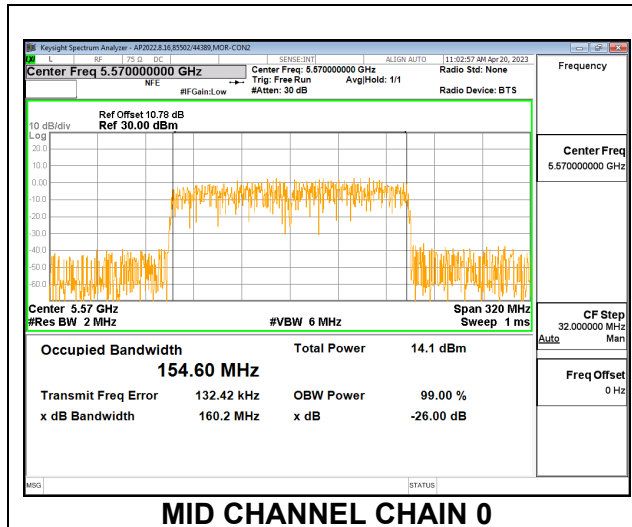 Keysight Spectrum Analyzer - AP2022.8.16,85502/44389,MOR-CON2
L RF 75 Ω DC SENSE:INT ALIGN AUTO 11:02:57 AM Apr 20, 2023
Center Freq 5.570000000 GHz Center Freq: 5.570000000 GHz Radio Std: None
NFE Trig: Free Run Avg|Hold: 1/1
#IFGain:Low #Atten: 30 dB Radio Device: BTS
Frequency
Ref Offset 10.78 dB
10 dB/div Ref 30.00 dBm
Log
20.0
10.0
0.00
-10.0
-20.0
-30.0
-40.0
-50.0
-60.0
Center 5.57 GHz Span 320 MHz
#Res BW 2 MHz #VBW 6 MHz Sweep 1 ms
Occupied Bandwidth Total Power 14.1 dBm
154.60 MHz
Transmit Freq Error 132.42 kHz OBW Power 99.00 %
x dB Bandwidth 160.2 MHz x dB -26.00 dB
Center Freq
5.570000000 GHz
CF Step
32.000000 MHz
Auto Man
Freq Offset
0 Hz
MSG STATUS
MID CHANNEL CHAIN 0